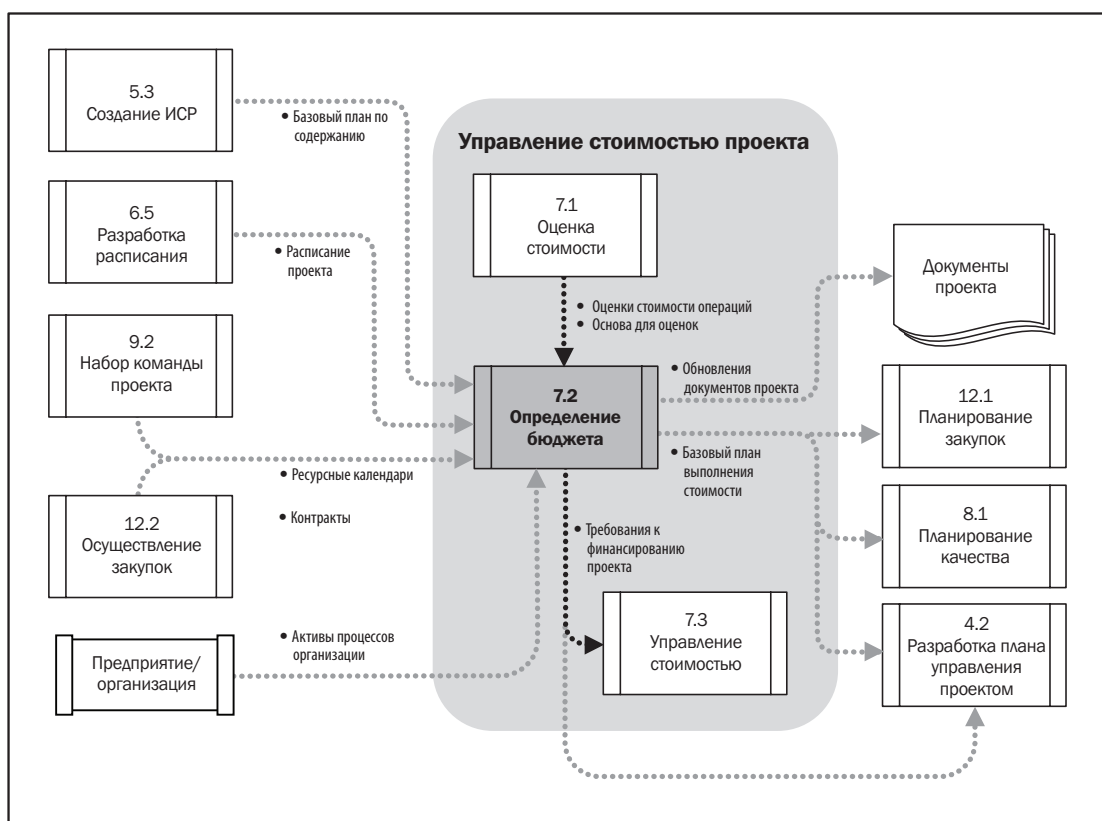 5.3
Создание ИСР
• Базовый план по
содержанию
6.5
Разработка
расписания
• Расписание
проекта
9.2
Набор команды
проекта
• Ресурсные календари
12.2
Осуществление
закупок
• Контракты
Предприятие/
организация
• Активы процессов
организации
Управление стоимостью проекта
7.1
Оценка
стоимости
• Оценки стоимости операций
• Основа для оценок
7.2
Определение
бюджета
• Обновления
документов проекта
• Базовый план
выполнения
стоимости
• Требования к
финансированию
проекта
7.3
Управление
стоимостью
Документы
проекта
12.1
Планирование
закупок
8.1
Планирование
качества
4.2
Разработка плана
управления
проектом